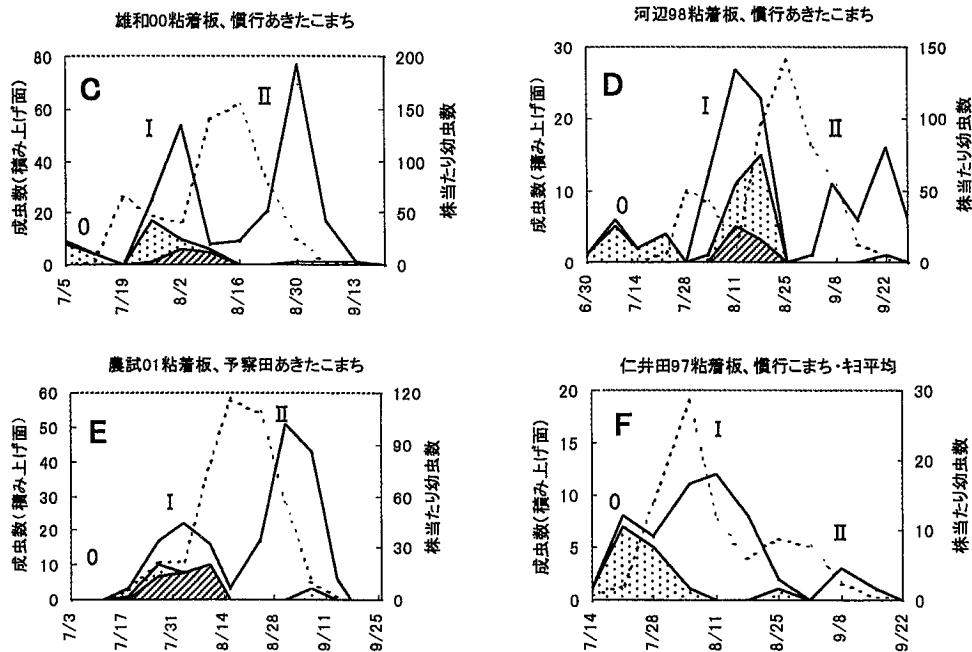 雄和00粘着板、慣行あきたこまち
C
0
I
II
成虫数(積み上げ面)
株当たり幼虫数
80
60
40
20
0
200
150
100
50
0
7/5
7/19
8/2
8/16
8/30
9/13
河辺98粘着板、慣行あきたこまち
D
0
I
II
成虫数(積み上げ面)
株当たり幼虫数
30
20
10
0
150
100
50
0
6/30
7/14
7/28
8/11
8/25
9/8
9/22
農試01粘着板、予察田あきたこまち
E
0
I
II
成虫数(積み上げ面)
株当たり幼虫数
60
50
40
30
20
10
0
120
90
60
30
0
7/3
7/17
7/31
8/14
8/28
9/11
9/25
仁井田97粘着板、慣行こまち・キヨ平均
F
0
I
II
成虫数(積み上げ面)
株当たり幼虫数
20
15
10
5
0
30
20
10
0
7/14
7/28
8/11
8/25
9/8
9/22